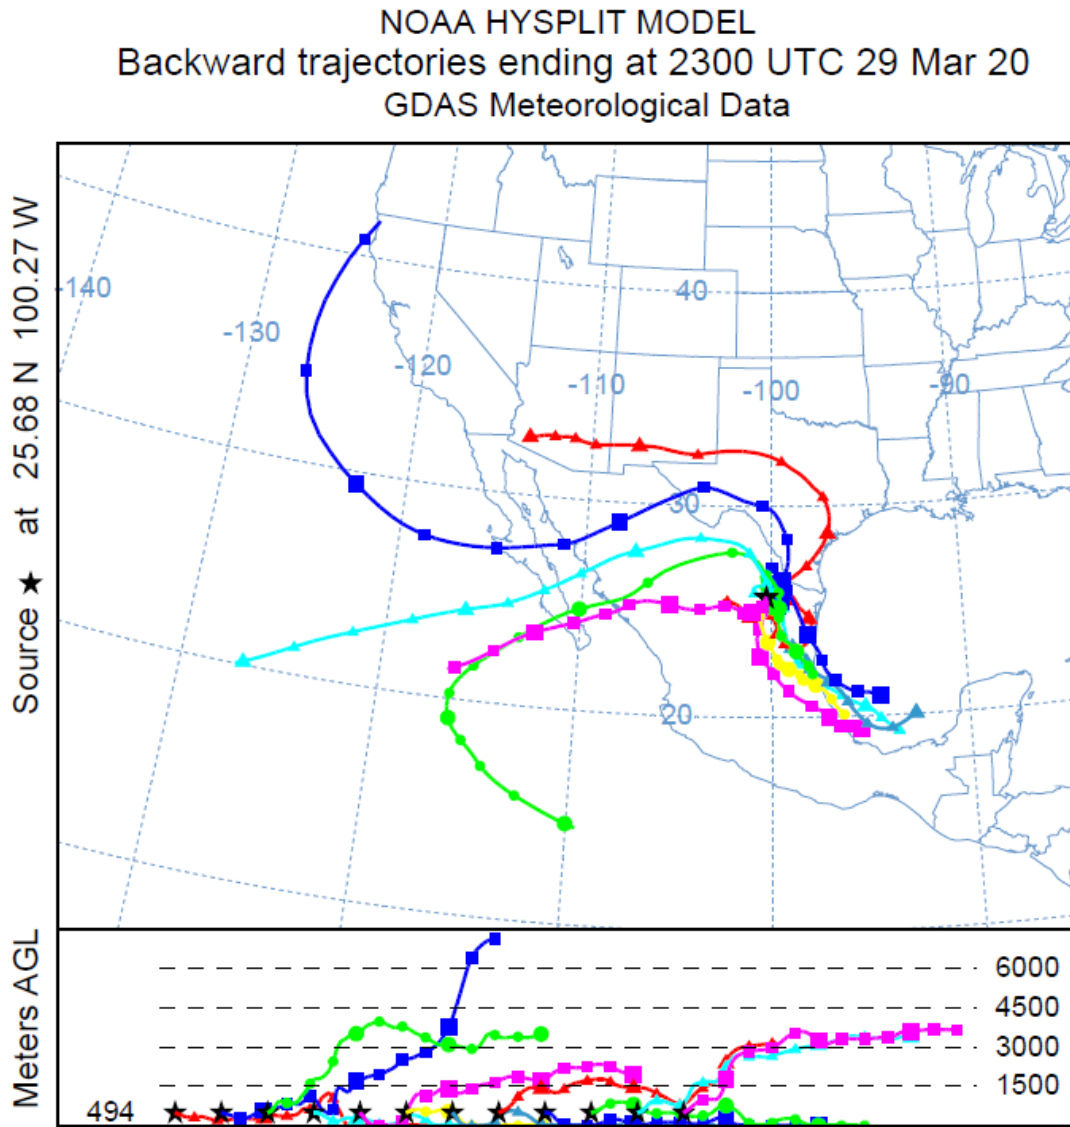 NOAA HYSPLIT MODEL
Backward trajectories ending at 2300 UTC 29 Mar 20
GDAS Meteorological Data
Source ★ at 25.68 N 100.27 W
-140
-130
-120
-110
-100
-90
40
30
20
Meters AGL
6000
4500
3000
1500
494